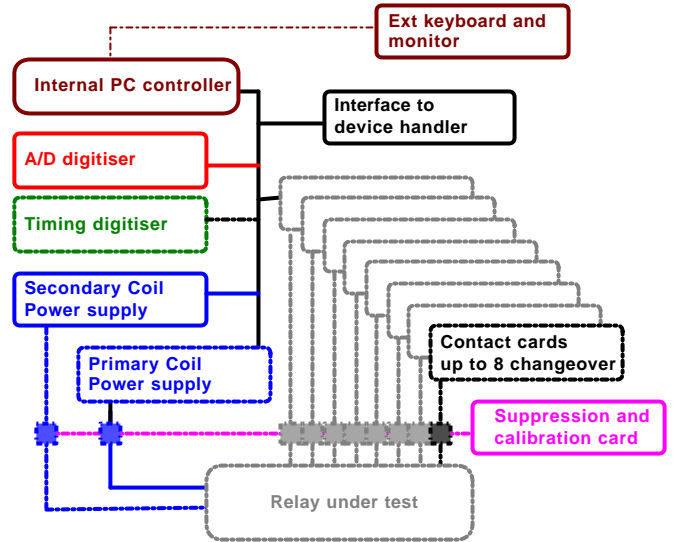 Ext keyboard and
monitor
Internal PC controller
Interface to
device handler
A/D digitiser
Timing digitiser
Secondary Coil
Power supply
Primary Coil
Power supply
Contact cards
up to 8 changeover
Suppression and
calibration card
Relay under test